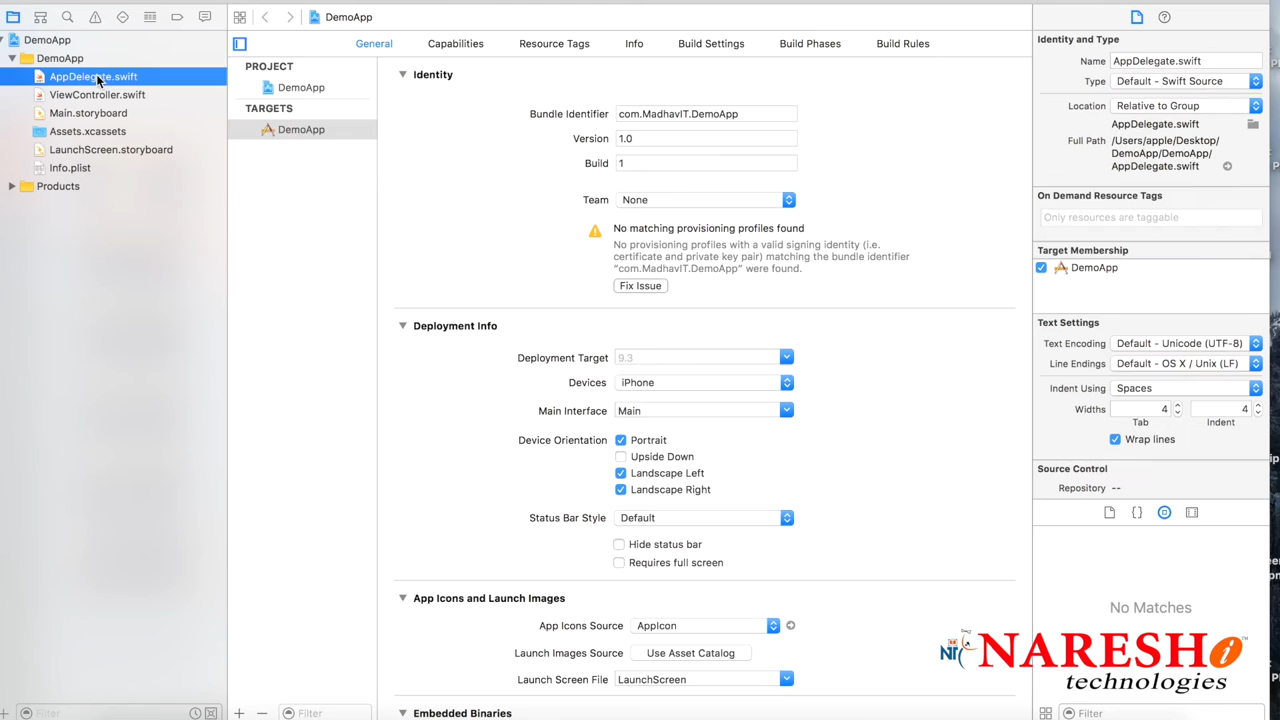 DemoApp
DemoApp
AppDelegate.swift
ViewController.swift
Main.storyboard
Assets.xcassets
LaunchScreen.storyboard
Info.plist
Products
Filter
DemoApp
General
Capabilities
Resource Tags
Info
Build Settings
Build Phases
Build Rules
PROJECT
DemoApp
TARGETS
DemoApp
Filter
Identity
Bundle Identifier com.MadhavIT.DemoApp
Version 1.0
Build 1
Team None
No matching provisioning profiles found
No provisioning profiles with a valid signing identity (i.e.
certificate and private key pair) matching the bundle identifier
“com.MadhavIT.DemoApp” were found.
Fix Issue
Deployment Info
Deployment Target 9.3
Devices iPhone
Main Interface Main
Device Orientation Portrait
Upside Down
Landscape Left
Landscape Right
Status Bar Style Default
Hide status bar
Requires full screen
App Icons and Launch Images
App Icons Source AppIcon
Launch Images Source Use Asset Catalog
Launch Screen File LaunchScreen
Embedded Binaries
Identity and Type
Name AppDelegate.swift
Type Default - Swift Source
Location Relative to Group
AppDelegate.swift
Full Path /Users/apple/Desktop/
DemoApp/DemoApp/
AppDelegate.swift
On Demand Resource Tags
Only resources are taggable
Target Membership
DemoApp
Text Settings
Text Encoding Default - Unicode (UTF-8)
Line Endings Default - OS X / Unix (LF)
Indent Using Spaces
Widths 4 4
Tab Indent
Wrap lines
Source Control
Repository --
{ }
No Matches
NARESH i
technologies
Filter